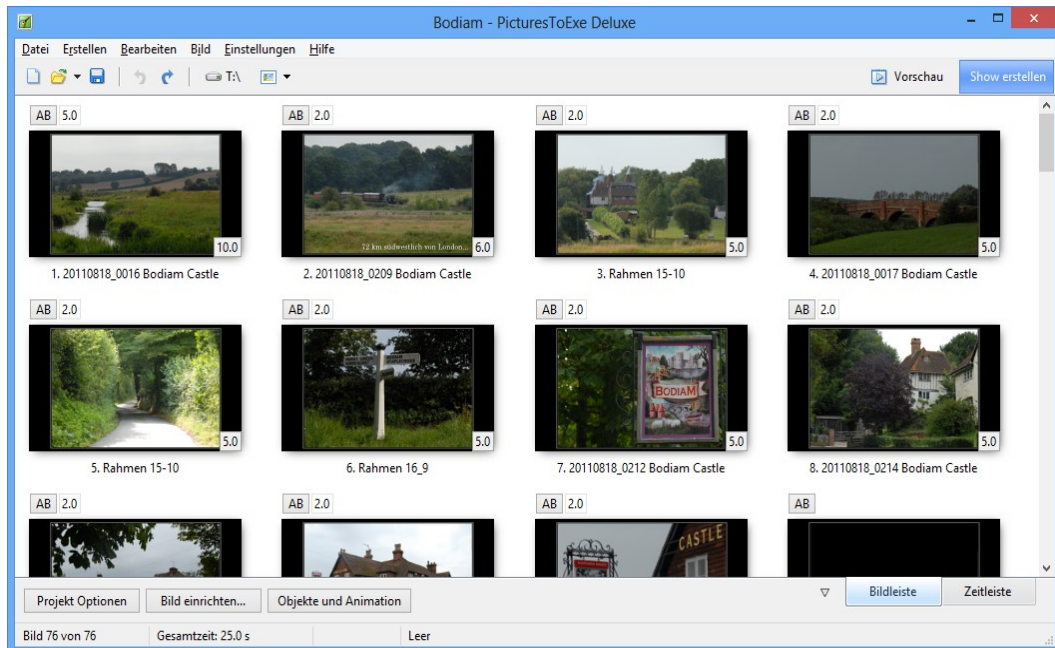 Bodiam - PicturesToExe Deluxe
Datei Erstellen Bearbeiten Bild Einstellungen Hilfe
T:\ Vorschau Show erstellen
AB 5.0 AB 2.0 AB 2.0 AB 2.0
72 km südwestlich von London...
10.0 6.0 5.0 5.0
1. 20110818_0016 Bodiam Castle 2. 20110818_0209 Bodiam Castle 3. Rahmen 15-10 4. 20110818_0017 Bodiam Castle
AB 2.0 AB 2.0 AB 2.0 AB 2.0
BODIAM
5.0 5.0 5.0 5.0
5. Rahmen 15-10 6. Rahmen 16_9 7. 20110818_0212 Bodiam Castle 8. 20110818_0214 Bodiam Castle
AB 2.0 AB 2.0 AB 2.0 AB
CASTLE
Projekt Optionen Bild einrichten... Objekte und Animation Bildleiste Zeitleiste
Bild 76 von 76 Gesamtzeit: 25.0 s Leer